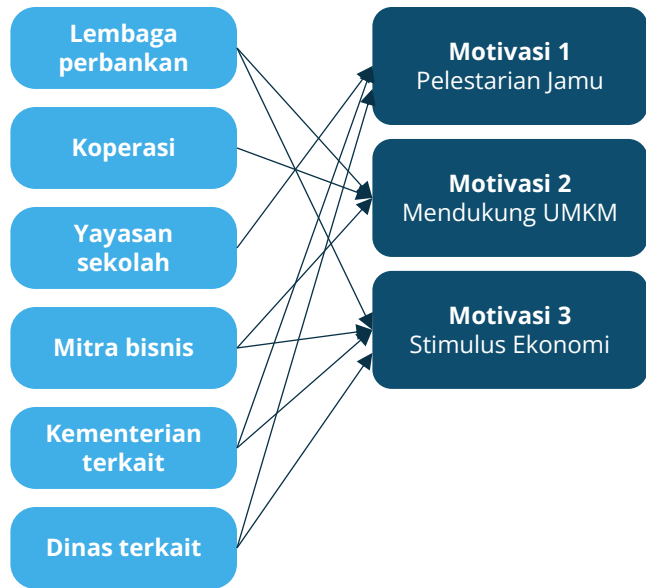 Lembaga
perbankan
Koperasi
Yayasan
sekolah
Mitra bisnis
Kementerian
terkait
Dinas terkait
Motivasi 1
Pelestarian Jamu
Motivasi 2
Mendukung UMKM
Motivasi 3
Stimulus Ekonomi